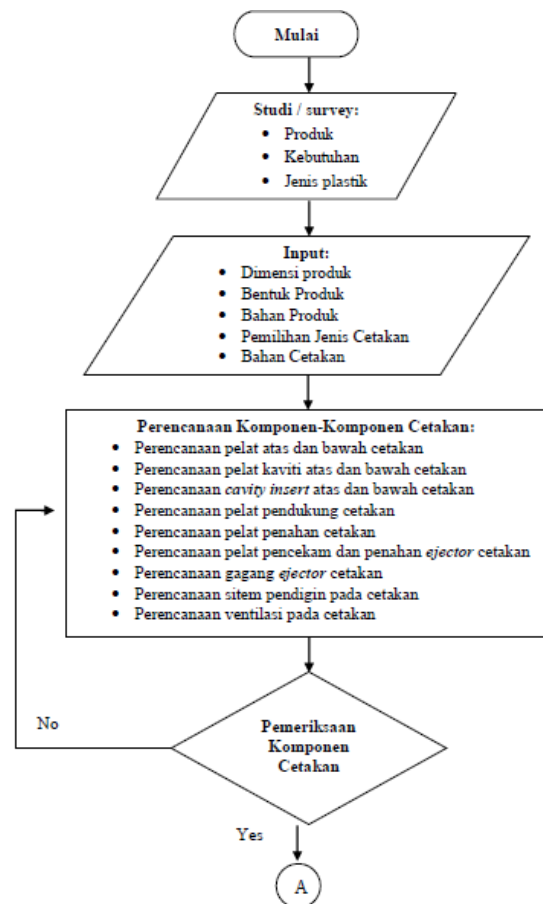 Mulai
Studi / survey:
• Produk
• Kebutuhan
• Jenis plastik
Input:
• Dimensi produk
• Bentuk Produk
• Bahan Produk
• Pemilihan Jenis Cetakan
• Bahan Cetakan
Perencanaan Komponen-Komponen Cetakan:
• Perencanaan pelat atas dan bawah cetakan
• Perencanaan pelat kaviti atas dan bawah cetakan
• Perencanaan cavity insert atas dan bawah cetakan
• Perencanaan pelat pendukung cetakan
• Perencanaan pelat penahan cetakan
• Perencanaan pelat pencekam dan penahan ejector cetakan
• Perencanaan gagang ejector cetakan
• Perencanaan sitem pendigin pada cetakan
• Perencanaan ventilasi pada cetakan
No
Pemeriksaan
Komponen
Cetakan
Yes
A